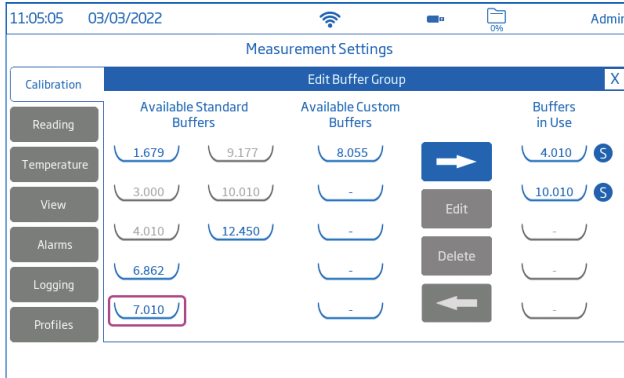 11:05:05 03/03/2022 0% Admin
Measurement Settings
Calibration
Edit Buffer Group X
Available Standard Buffers
Available Custom Buffers
Buffers in Use
Reading
Temperature
View
Alarms
Logging
Profiles
1.679 9.177 8.055 4.010 S
3.000 10.010 - Edit 10.010 S
4.010 12.450 - Delete -
6.862 - -
7.010 - -